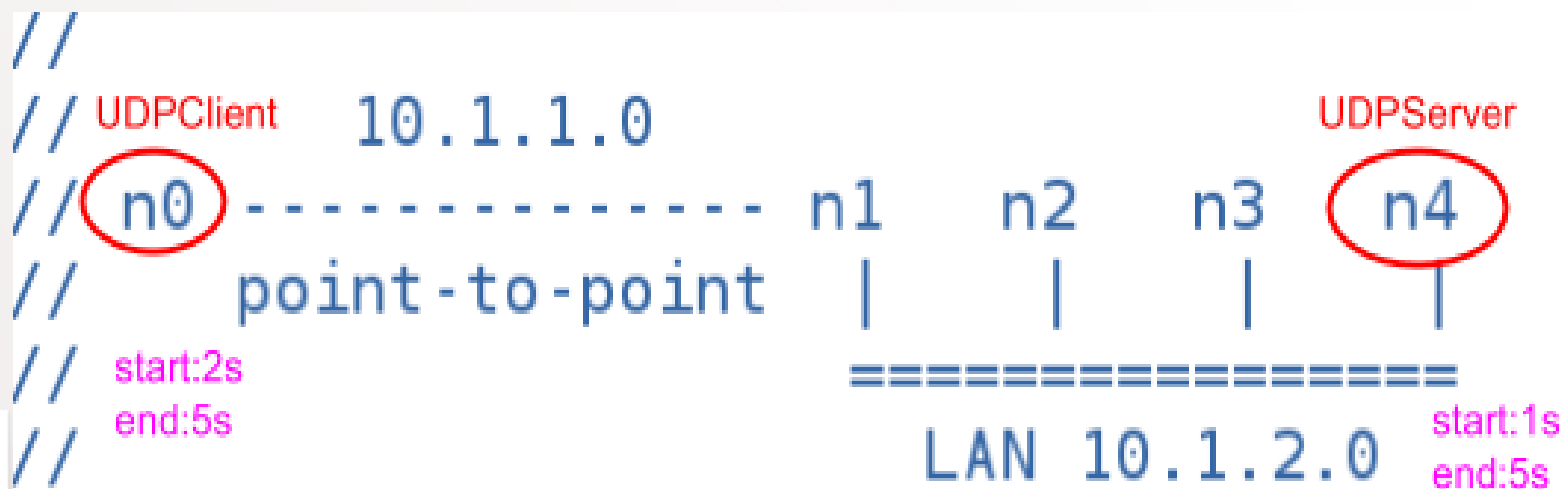 //
// UDPClient 10.1.1.0 UDPServer
// n0 -------------- n1 n2 n3 n4
// point-to-point | | | |
// start:2s ================
end:5s start:1s
// LAN 10.1.2.0 end:5s